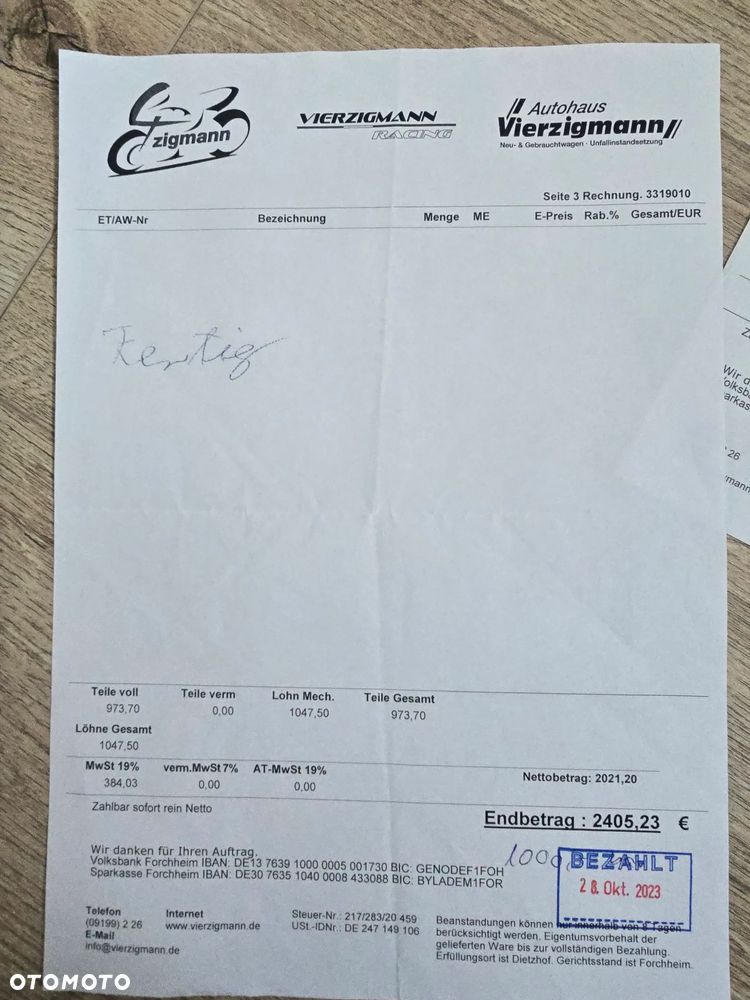 zigmann
VIERZIGMANN
RACING
Autohaus
Vierzigmann
Neu- & Gebrauchtwagen · Unfallinstandsetzung
Seite 3 Rechnung. 3319010
ET/AW-Nr Bezeichnung Menge ME E-Preis Rab.% Gesamt/EUR
Fertig
Teile voll Teile verm Lohn Mech. Teile Gesamt
973,70 0,00 1047,50 973,70
Löhne Gesamt
1047,50
MwSt 19% verm.MwSt 7% AT-MwSt 19%
384,03 0,00 0,00
Nettobetrag: 2021,20
Zahlbar sofort rein Netto
Endbetrag : 2405,23 €
Wir danken für Ihren Auftrag.
Volksbank Forchheim IBAN: DE13 7639 1000 0005 001730 BIC: GENODEF1FOH
Sparkasse Forchheim IBAN: DE30 7635 1040 0008 433088 BIC: BYLADEM1FOR
1000
BEZAHLT
28. Okt. 2023
Telefon
(09199) 2 26
E-Mail
info@vierzigmann.de
Internet
www.vierzigmann.de
Steuer-Nr.: 217/283/20 459
USt.-IDNr.: DE 247 149 106
Beanstandungen können nur innerhalb von 8 Tagen
berücksichtigt werden. Eigentumsvorbehalt der
gelieferten Ware bis zur vollständigen Bezahlung.
Erfüllungsort ist Dietzhof. Gerichtsstand ist Forchheim.
Wir d
26
OTOMOTO